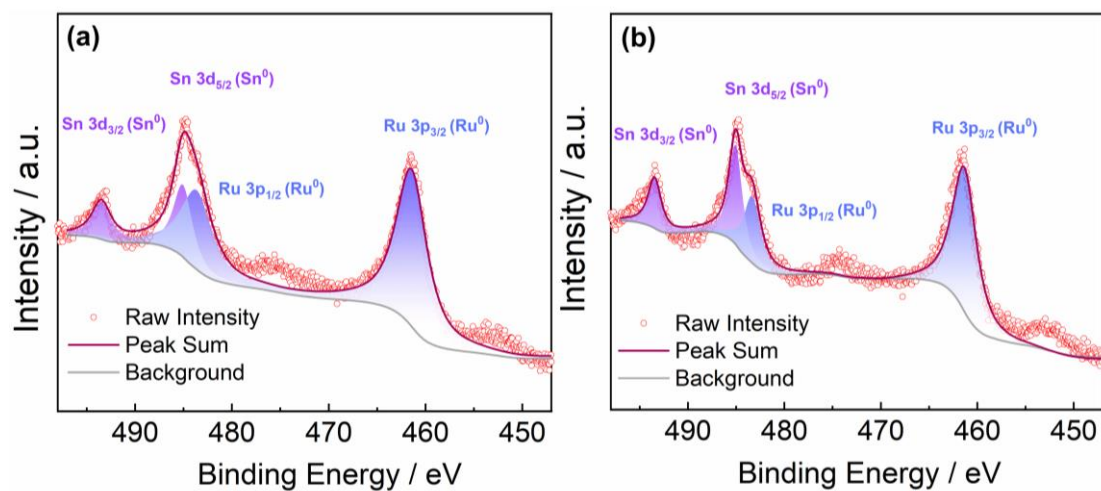 (a)
Sn 3d5/2 (Sn0)
Sn 3d3/2 (Sn0)
Ru 3p3/2 (Ru0)
Ru 3p1/2 (Ru0)
Raw Intensity
Peak Sum
Background
Intensity / a.u.
490 480 470 460 450
Binding Energy / eV
(b)
Sn 3d5/2 (Sn0)
Sn 3d3/2 (Sn0)
Ru 3p3/2 (Ru0)
Ru 3p1/2 (Ru0)
Raw Intensity
Peak Sum
Background
Intensity / a.u.
490 480 470 460 450
Binding Energy / eV